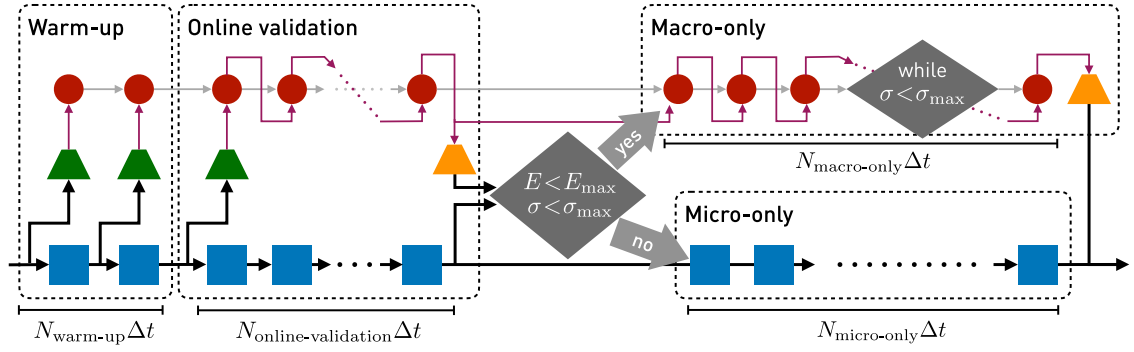 Warm-up
Online validation
Macro-only
while
σ < σ_max
yes
N_macro-only Δt
E < E_max
σ < σ_max
Micro-only
no
N_warm-up Δt
N_online-validation Δt
N_micro-only Δt